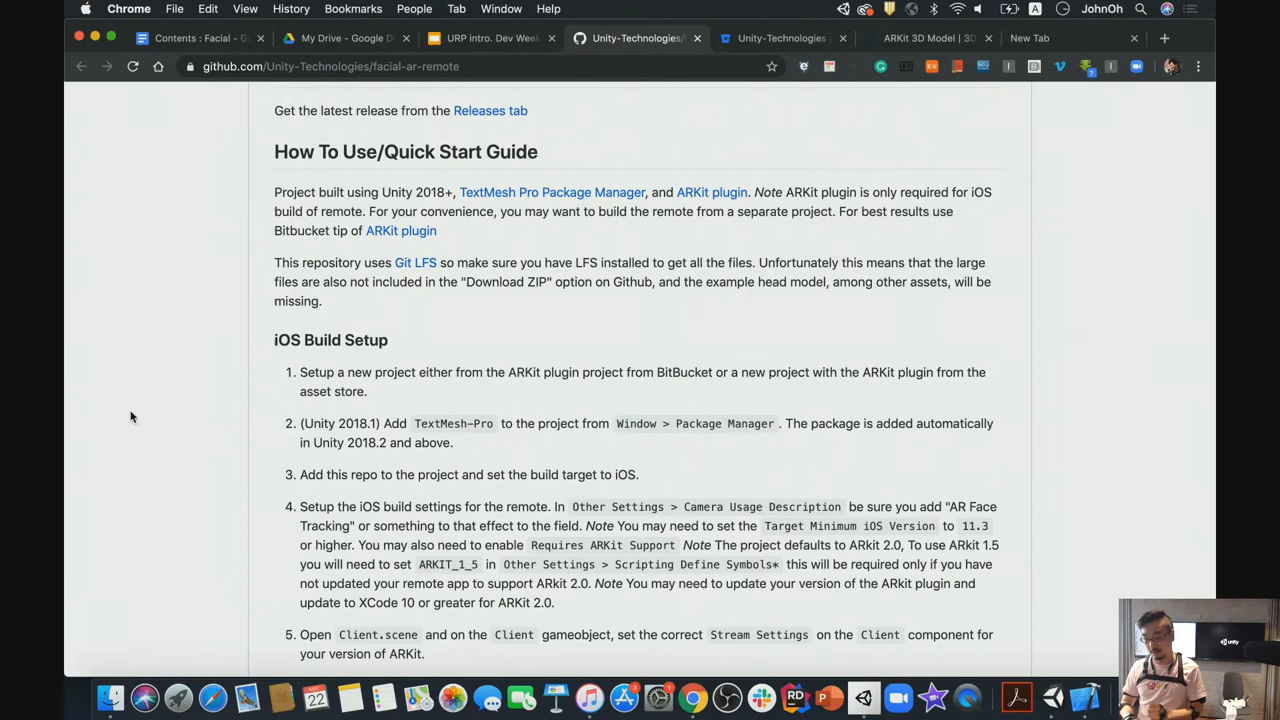 Chrome File Edit View History Bookmarks People Tab Window Help A JohnOh
Contents : Facial - G × My Drive - Google D × URP intro. Dev Week × Unity-Technologies/ × Unity-Technologies / × ARKit 3D Model | 3D × New Tab ×
github.com/Unity-Technologies/facial-ar-remote
Get the latest release from the Releases tab
How To Use/Quick Start Guide
Project built using Unity 2018+, TextMesh Pro Package Manager, and ARKit plugin. Note ARKit plugin is only required for iOS
build of remote. For your convenience, you may want to build the remote from a separate project. For best results use
Bitbucket tip of ARKit plugin
This repository uses Git LFS so make sure you have LFS installed to get all the files. Unfortunately this means that the large
files are also not included in the "Download ZIP" option on Github, and the example head model, among other assets, will be
missing.
iOS Build Setup
1. Setup a new project either from the ARKit plugin project from BitBucket or a new project with the ARKit plugin from the
asset store.
2. (Unity 2018.1) Add TextMesh-Pro to the project from Window > Package Manager . The package is added automatically
in Unity 2018.2 and above.
3. Add this repo to the project and set the build target to iOS.
4. Setup the iOS build settings for the remote. In Other Settings > Camera Usage Description be sure you add "AR Face
Tracking" or something to that effect to the field. Note You may need to set the Target Minimum iOS Version to 11.3
or higher. You may also need to enable Requires ARKit Support Note The project defaults to ARkit 2.0, To use ARkit 1.5
you will need to set ARKIT_1_5 in Other Settings > Scripting Define Symbols* this will be required only if you have
not updated your remote app to support ARkit 2.0. Note You may need to update your version of the ARkit plugin and
update to XCode 10 or greater for ARKit 2.0.
5. Open Client.scene and on the Client gameobject, set the correct Stream Settings on the Client component for
your version of ARKit.
unity
MAY
22
3
1
RD
P